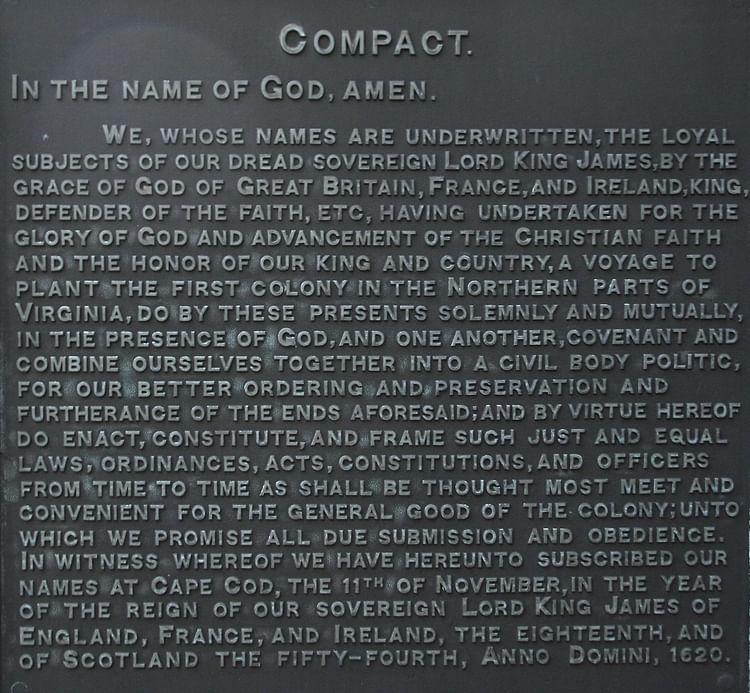 COMPACT.
IN THE NAME OF GOD, AMEN.
WE, WHOSE NAMES ARE UNDERWRITTEN, THE LOYAL
SUBJECTS OF OUR DREAD SOVEREIGN LORD KING JAMES, BY THE
GRACE OF GOD OF GREAT BRITAIN, FRANCE, AND IRELAND, KING,
DEFENDER OF THE FAITH, ETC, HAVING UNDERTAKEN FOR THE
GLORY OF GOD AND ADVANCEMENT OF THE CHRISTIAN FAITH
AND THE HONOR OF OUR KING AND COUNTRY, A VOYAGE TO
PLANT THE FIRST COLONY IN THE NORTHERN PARTS OF
VIRGINIA, DO BY THESE PRESENTS SOLEMNLY AND MUTUALLY,
IN THE PRESENCE OF GOD, AND ONE ANOTHER, COVENANT AND
COMBINE OURSELVES TOGETHER INTO A CIVIL BODY POLITIC,
FOR OUR BETTER ORDERING AND PRESERVATION AND
FURTHERANCE OF THE ENDS AFORESAID; AND BY VIRTUE HEREOF
DO ENACT, CONSTITUTE, AND FRAME SUCH JUST AND EQUAL
LAWS, ORDINANCES, ACTS, CONSTITUTIONS, AND OFFICERS
FROM TIME TO TIME AS SHALL BE THOUGHT MOST MEET AND
CONVENIENT FOR THE GENERAL GOOD OF THE COLONY; UNTO
WHICH WE PROMISE ALL DUE SUBMISSION AND OBEDIENCE.
IN WITNESS WHEREOF WE HAVE HEREUNTO SUBSCRIBED OUR
NAMES AT CAPE COD, THE 11TH OF NOVEMBER, IN THE YEAR
OF THE REIGN OF OUR SOVEREIGN LORD KING JAMES OF
ENGLAND, FRANCE, AND IRELAND, THE EIGHTEENTH, AND
OF SCOTLAND THE FIFTY-FOURTH, ANNO DOMINI, 1620.